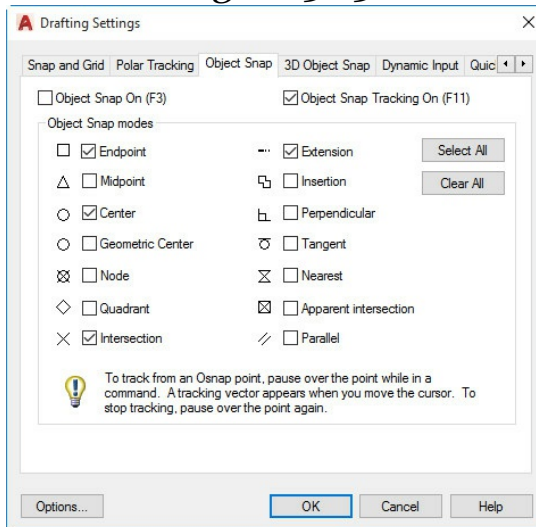 Drafting Settings
Snap and Grid Polar Tracking Object Snap 3D Object Snap Dynamic Input Quic
Object Snap On (F3) Object Snap Tracking On (F11)
Object Snap modes
Endpoint Extension Select All
Midpoint Insertion Clear All
Center Perpendicular
Geometric Center Tangent
Node Nearest
Quadrant Apparent intersection
Intersection Parallel
To track from an Osnap point, pause over the point while in a
command. A tracking vector appears when you move the cursor. To
stop tracking, pause over the point again.
Options... OK Cancel Help